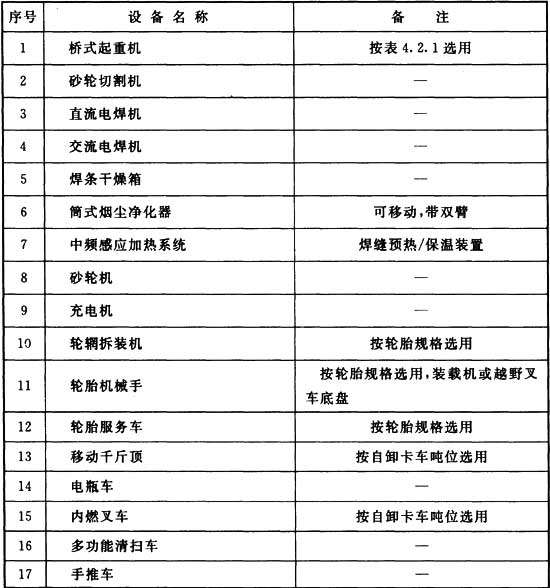 序号 设备名称 备注
1 桥式起重机 按表4.2.1选用
2 砂轮切割机 —
3 直流电焊机 —
4 交流电焊机 —
5 焊条干燥箱 —
6 筒式烟尘净化器 可移动,带双臂
7 中频感应加热系统 焊缝预热/保温装置
8 砂轮机 —
9 充电机 —
10 轮辋拆装机 按轮胎规格选用
11 轮胎机械手 按轮胎规格选用,装载机或越野叉
车底盘
12 轮胎服务车 按轮胎规格选用
13 移动千斤顶 按自卸卡车吨位选用
14 电瓶车 —
15 内燃叉车 按自卸卡车吨位选用
16 多功能清扫车 —
17 手推车 —